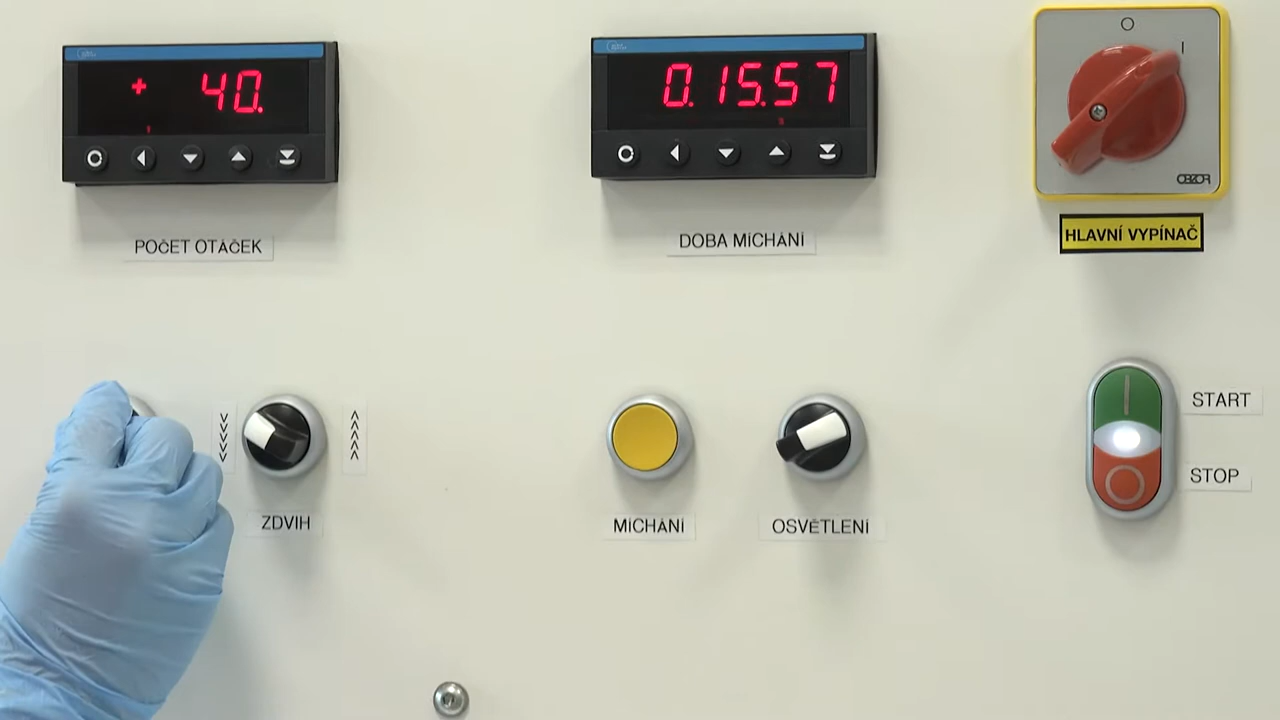 + 40.
0.15.57
O
I
OBZOR
POČET OTÁČEK
DOBA MÍCHÁNÍ
HLAVNÍ VYPÍNAČ
START
STOP
ZDVIH
MÍCHÁNÍ
OSVĚTLENÍ